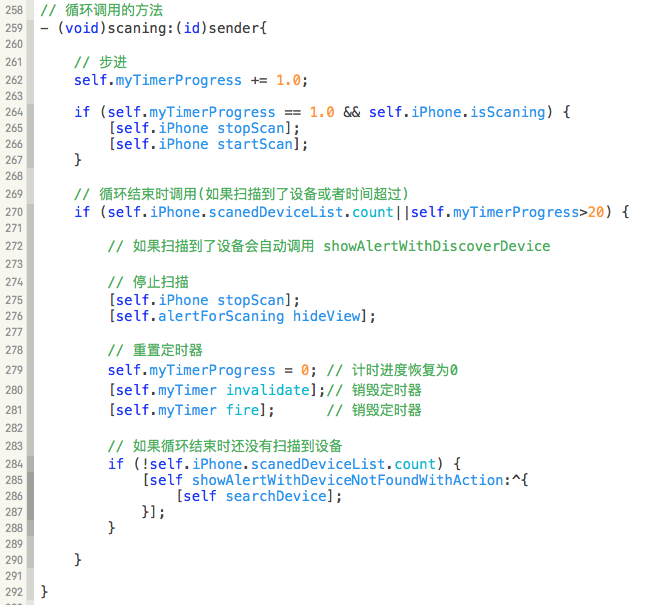 258 // 循环调用的方法
259 - (void)scaning:(id)sender{
260
261     // 步进
262     self.myTimerProgress += 1.0;
263
264     if (self.myTimerProgress == 1.0 && self.iPhone.isScaning) {
265         [self.iPhone stopScan];
266         [self.iPhone startScan];
267     }
268
269     // 循环结束时调用(如果扫描到了设备或者时间超过)
270     if (self.iPhone.scanedDeviceList.count||self.myTimerProgress>20) {
271
272         // 如果扫描到了设备会自动调用 showAlertWithDiscoverDevice
273
274         // 停止扫描
275         [self.iPhone stopScan];
276         [self.alertForScaning hideView];
277
278         // 重置定时器
279         self.myTimerProgress = 0; // 计时进度恢复为0
280         [self.myTimer invalidate];// 销毁定时器
281         [self.myTimer fire];      // 销毁定时器
282
283         // 如果循环结束时还没有扫描到设备
284         if (!self.iPhone.scanedDeviceList.count) {
285             [self showAlertWithDeviceNotFoundWithAction:^{
286                 [self searchDevice];
287             }];
288         }
289
290     }
291
292 }